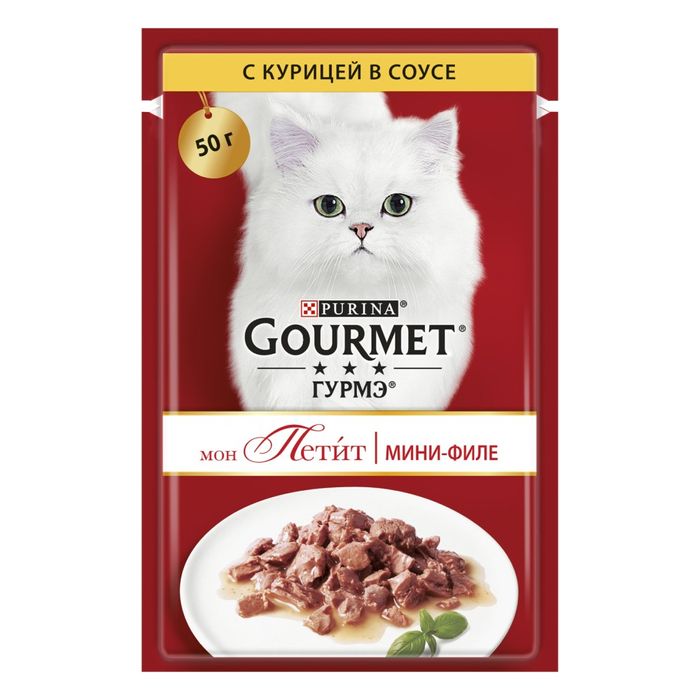 С КУРИЦЕЙ В СОУСЕ
50 г
PURINA®
GOURMET®
ГУРМЭ®
мон Петит | МИНИ-ФИЛЕ